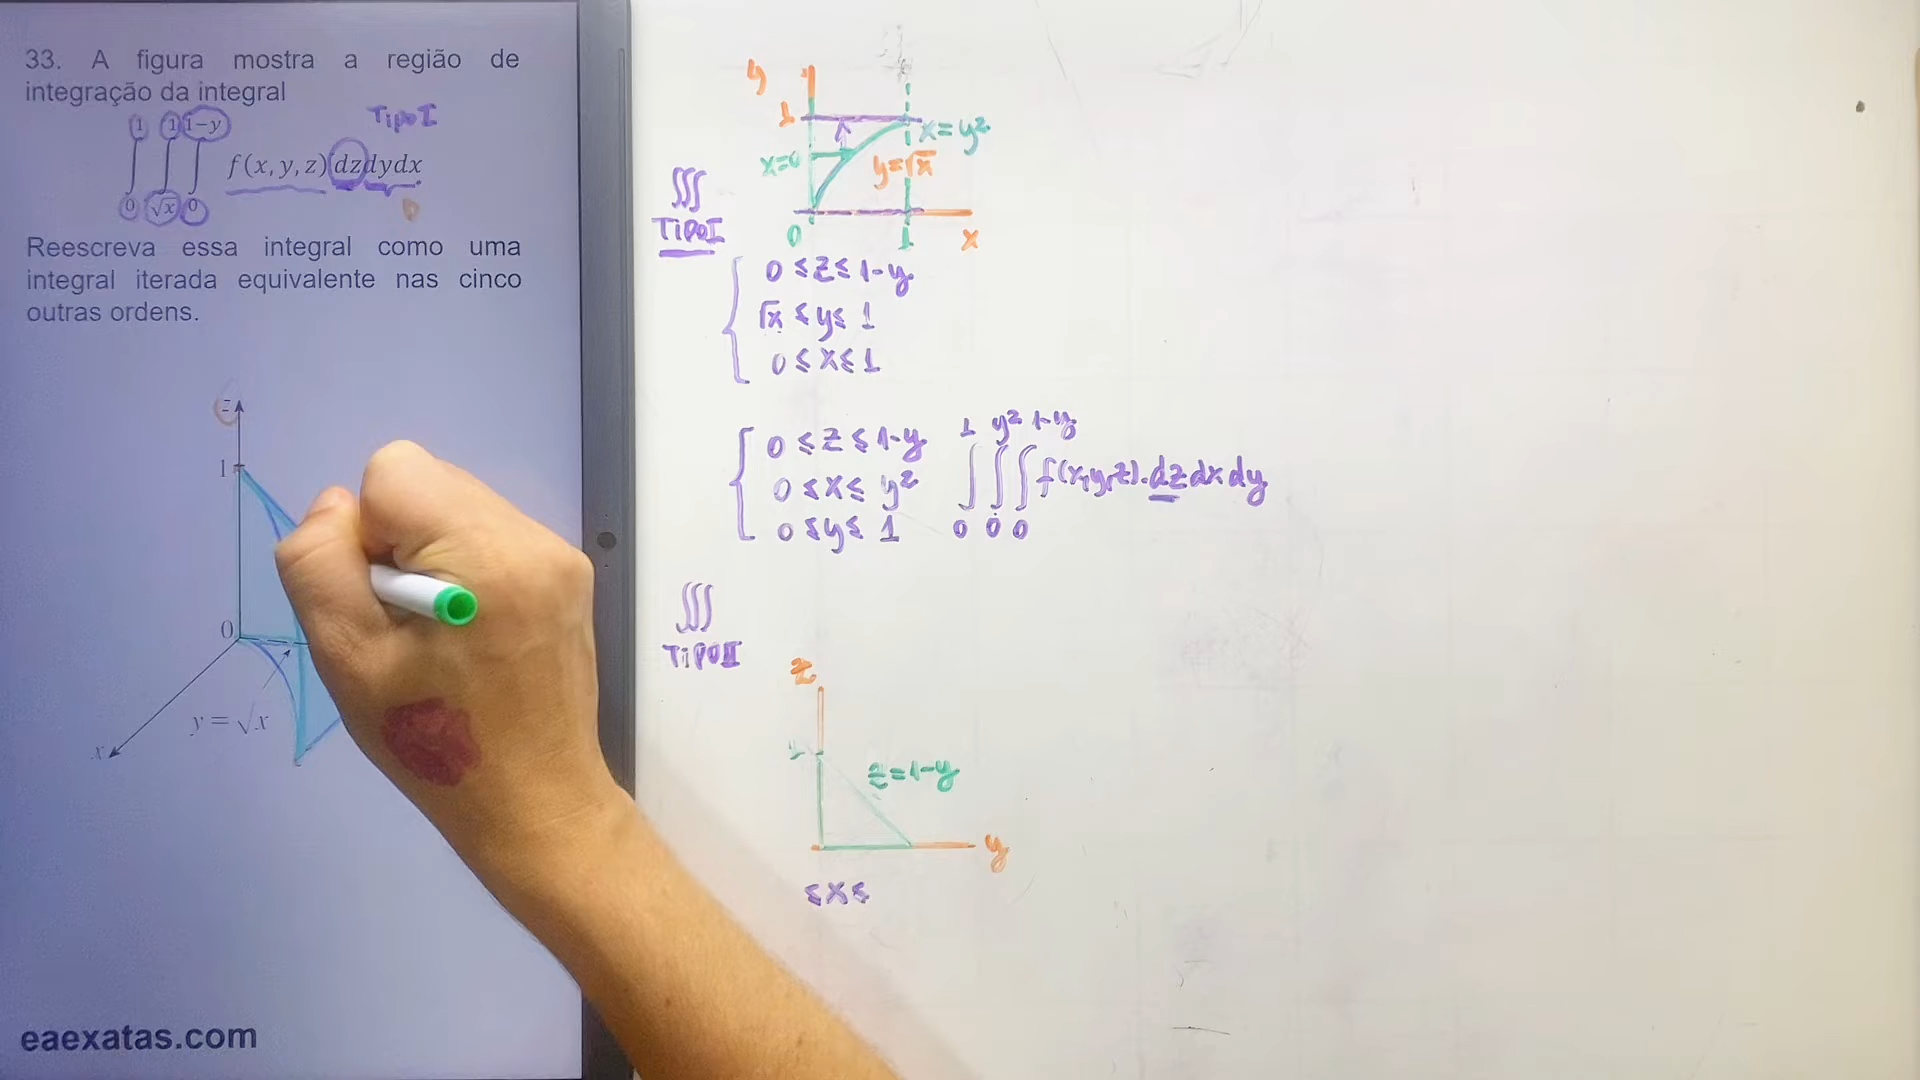 33. A figura mostra a região de
integração da integral
Tipo I
∫₀¹ ∫_√x^1 ∫₀^1-y f(x, y, z) dz dy dx
Reescreva essa integral como uma
integral iterada equivalente nas cinco
outras ordens.
z
1
0
y = √x
x
eaexatas.com
y
1
x = y²
x=0
y = √x
0
1
x
∭
TIPO I
0 ≤ z ≤ 1-y
√x ≤ y ≤ 1
0 ≤ x ≤ 1
0 ≤ z ≤ 1-y
0 ≤ x ≤ y²
0 ≤ y ≤ 1
∫₀¹ ∫₀^y² ∫₀^1-y f(x,y,z).dz dx dy
∭
TIPO II
z
1
z = 1-y
y
≤ x ≤